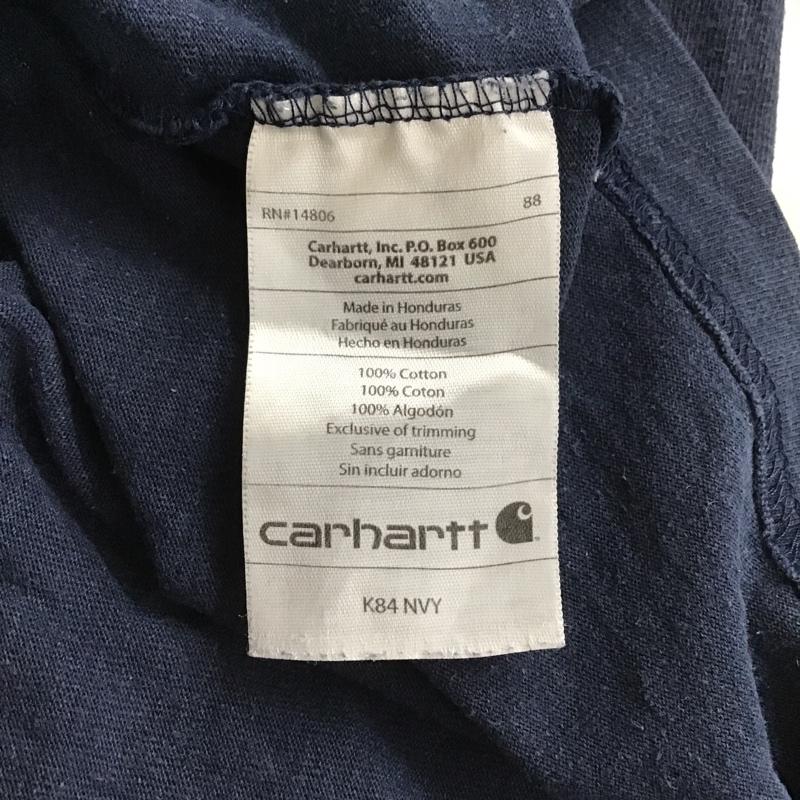 RN#14806 88
Carhartt, Inc. P.O. Box 600
Dearborn, MI 48121 USA
carhartt.com
Made in Honduras
Fabriqué au Honduras
Hecho en Honduras
100% Cotton
100% Coton
100% Algodón
Exclusive of trimming
Sans garniture
Sin incluir adorno
carhartt
K84 NVY